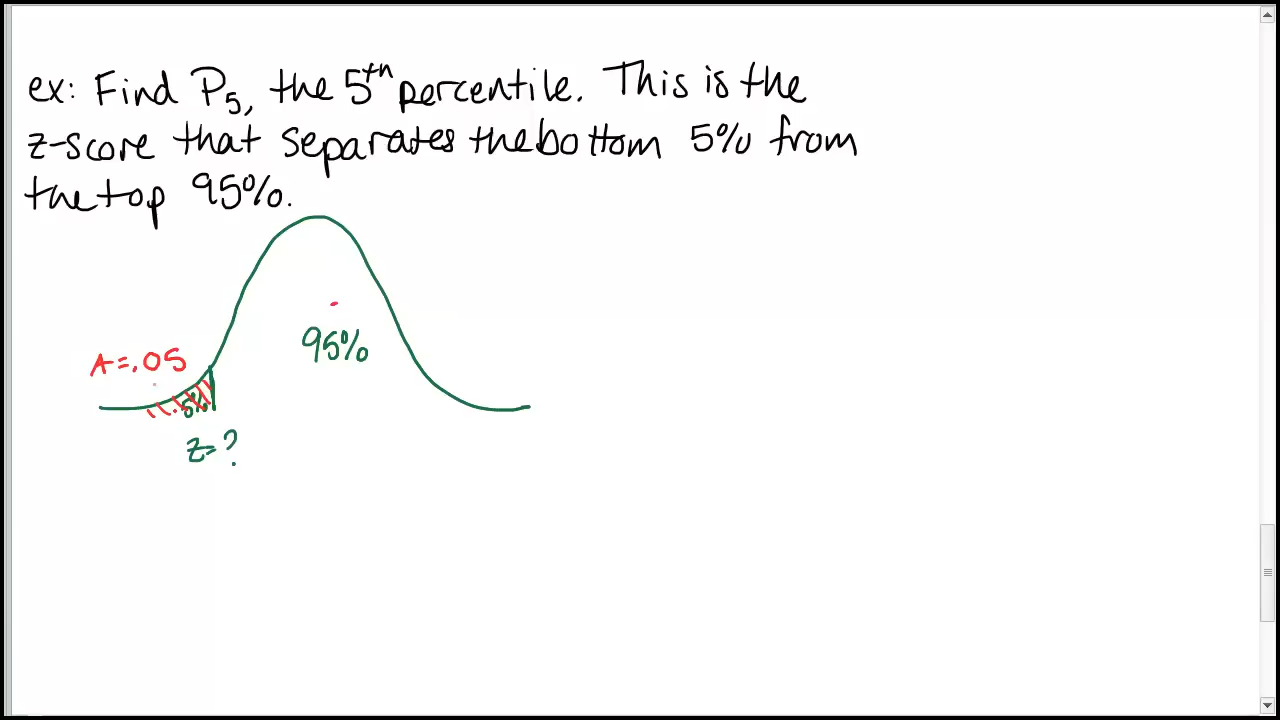 ex: Find P₅, the 5ᵗʰ percentile. This is the
z-score that separates the bottom 5% from
the top 95%.
95%
A=.05
5%
z=?